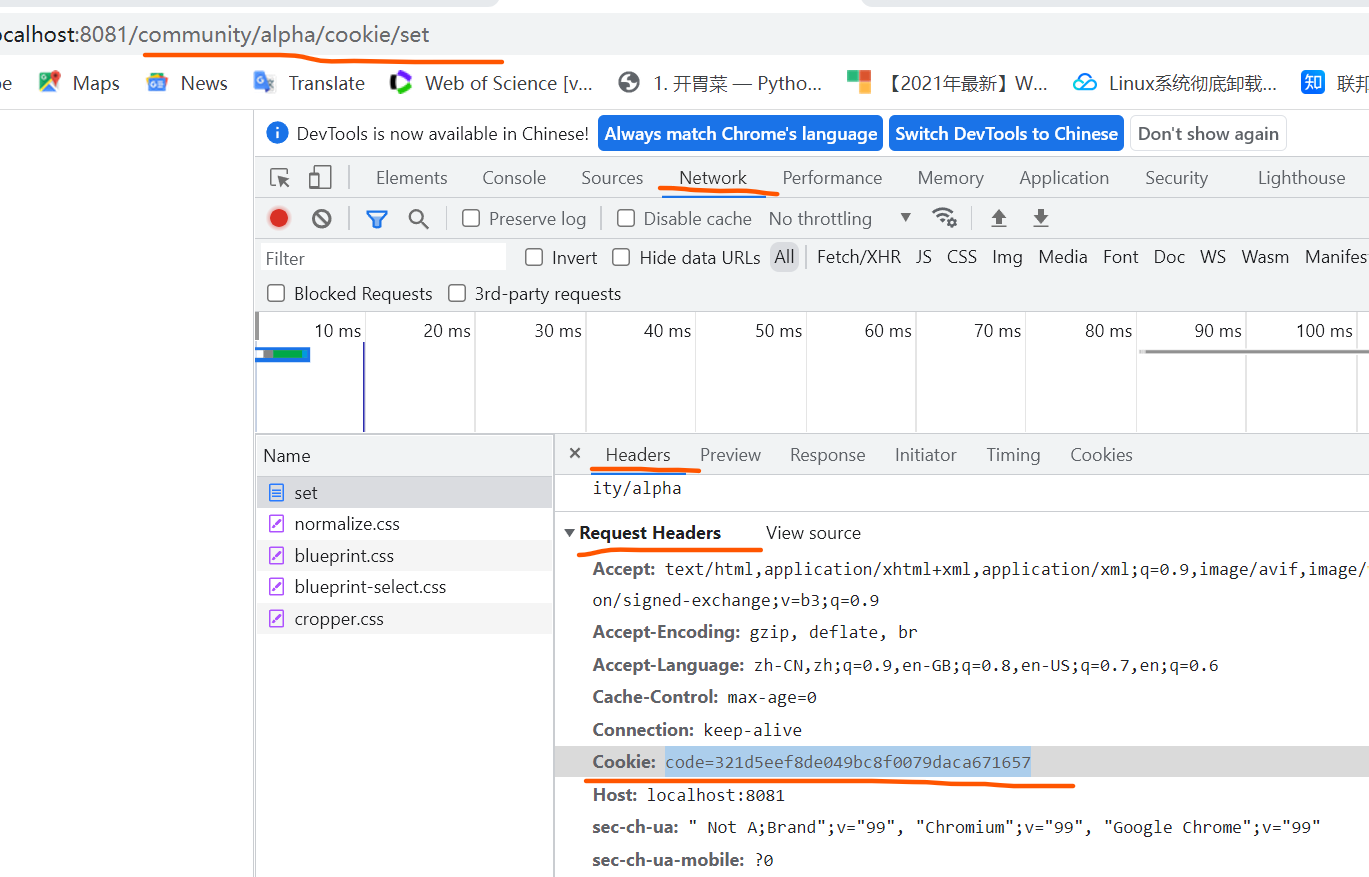 ocalhost:8081/community/alpha/cookie/set
Maps News Translate Web of Science [v... 1. 开胃菜 — Pytho... 【2021年最新】W... Linux系统彻底卸载... 知 联邦
DevTools is now available in Chinese! Always match Chrome's language Switch DevTools to Chinese Don't show again
Elements Console Sources Network Performance Memory Application Security Lighthouse
Preserve log Disable cache No throttling
Filter Invert Hide data URLs All Fetch/XHR JS CSS Img Media Font Doc WS Wasm Manifes
Blocked Requests 3rd-party requests
10 ms 20 ms 30 ms 40 ms 50 ms 60 ms 70 ms 80 ms 90 ms 100 ms
Name
set
normalize.css
blueprint.css
blueprint-select.css
cropper.css
Headers Preview Response Initiator Timing Cookies
ity/alpha
Request Headers View source
Accept: text/html,application/xhtml+xml,application/xml;q=0.9,image/avif,image/
on/signed-exchange;v=b3;q=0.9
Accept-Encoding: gzip, deflate, br
Accept-Language: zh-CN,zh;q=0.9,en-GB;q=0.8,en-US;q=0.7,en;q=0.6
Cache-Control: max-age=0
Connection: keep-alive
Cookie: code=321d5eef8de049bc8f0079daca671657
Host: localhost:8081
sec-ch-ua: " Not A;Brand";v="99", "Chromium";v="99", "Google Chrome";v="99"
sec-ch-ua-mobile: ?0